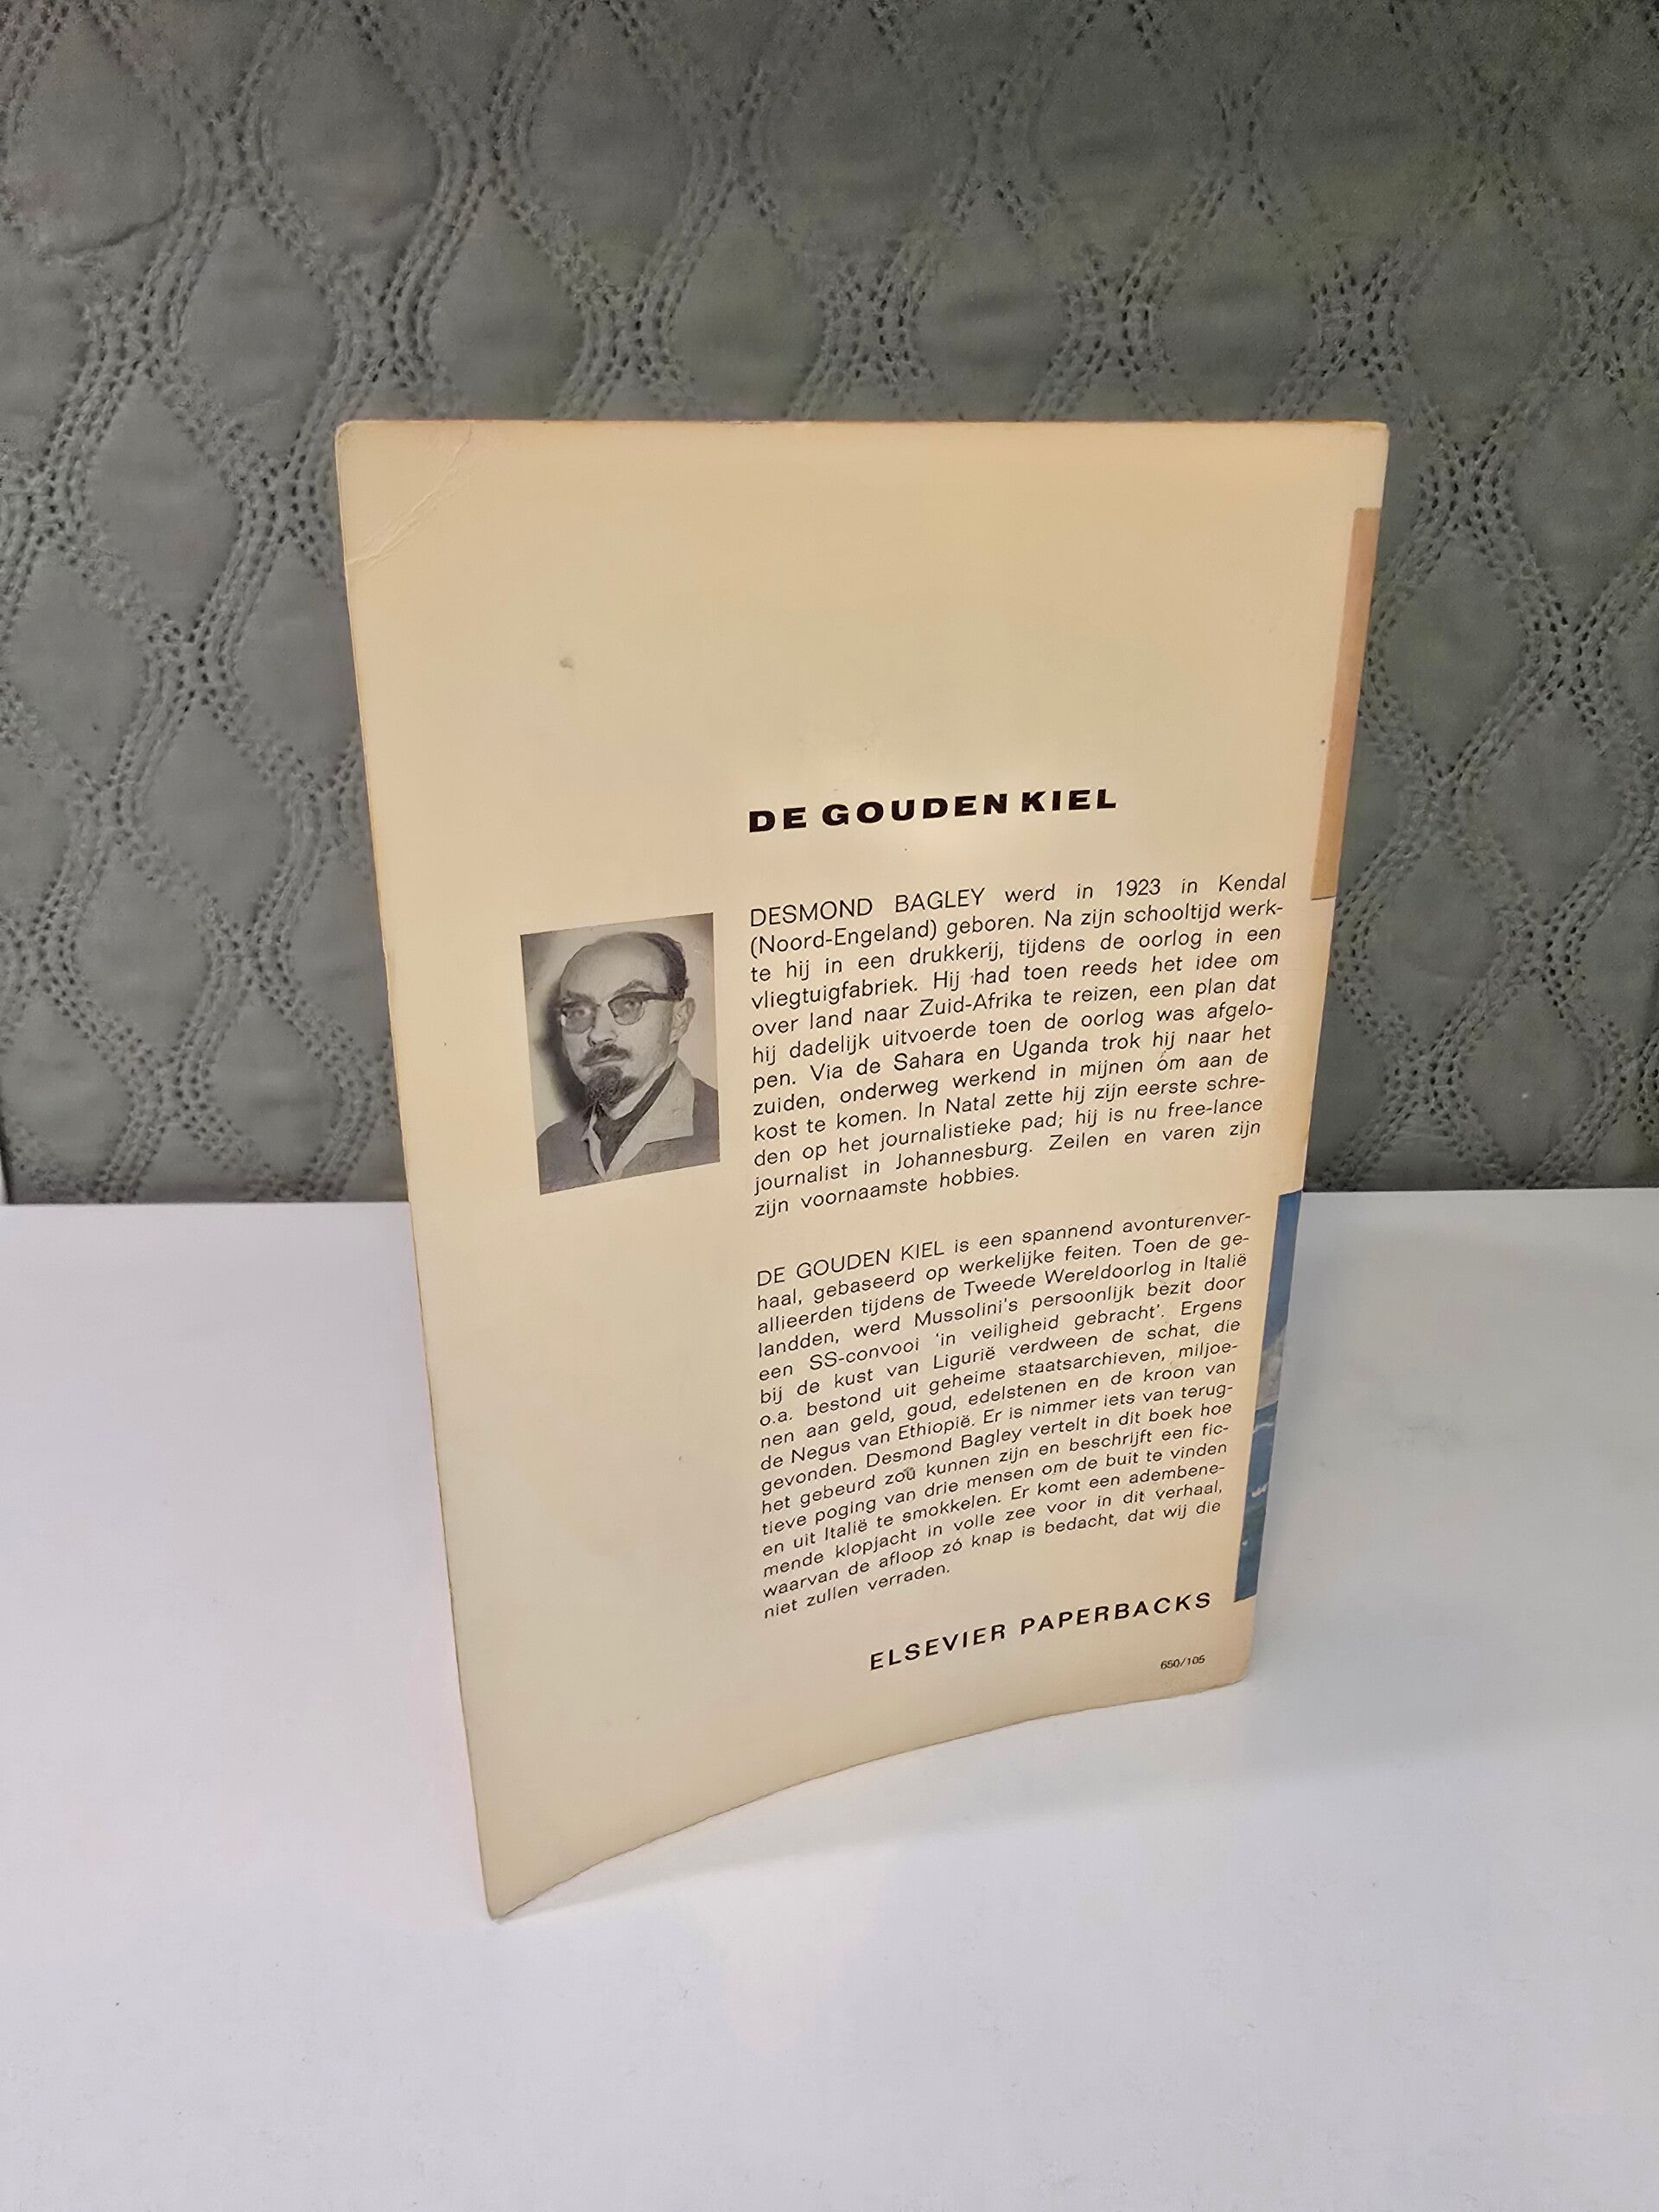 DE GOUDEN KIEL
DESMOND BAGLEY werd in 1923 in Kendal
(Noord-Engeland) geboren. Na zijn schooltijd werk-
te hij in een drukkerij, tijdens de oorlog in een
vliegtuigfabriek. Hij had toen reeds het idee om
over land naar Zuid-Afrika te reizen, een plan dat
hij dadelijk uitvoerde toen de oorlog was afgelo-
pen. Via de Sahara en Uganda trok hij naar het
zuiden, onderweg werkend in mijnen óm aan de
kost te komen. In Natal zette hij zijn eerste schre-
den op het journalistieke pad; hij is nu free-lance
journalist in Johannesburg. Zeilen en varen zijn
zijn voornaamste hobbies.
DE GOUDEN KIEL is een spannend avonturenver-
haal, gebaseerd op werkelijke feiten. Toen de ge-
allieerden tijdens de Tweede Wereldoorlog in Italië
landden, werd Mussolini's persoonlijk bezit door
een SS-convooi 'in veiligheid gebracht'. Ergens
bij de kust van Ligurië verdween de schat, die
o.a. bestond uit geheime staatsarchieven, miljoe-
nen aan geld, goud, edelstenen en de kroon van
de Negus van Ethiopië. Er is nimmer iets van terug-
gevonden. Desmond Bagley vertelt in dit boek hoe
het gebeurd zou kunnen zijn en beschrijft een fic-
tieve poging van drie mensen om de buit te vinden
en uit Italië te smokkelen. Er komt een adembene-
mende klopjacht in volle zee voor in dit verhaal,
waarvan de afloop zó knap is bedacht, dat wij die
niet zullen verraden.
ELSEVIER PAPERBACKS
650/105